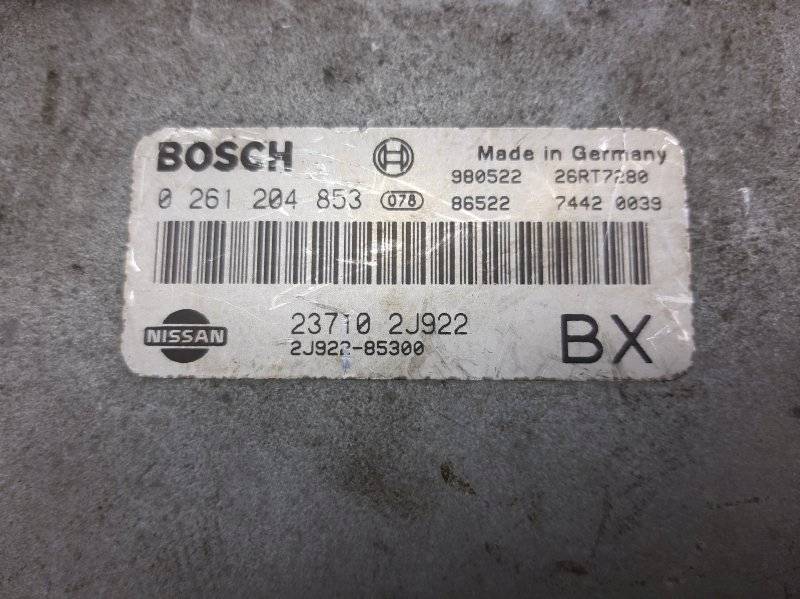 BOSCH Made in Germany
980522 26RT7280
0 261 204 853 078 86522 7442 0039
NISSAN 23710 2J922 BX
2J922-85300